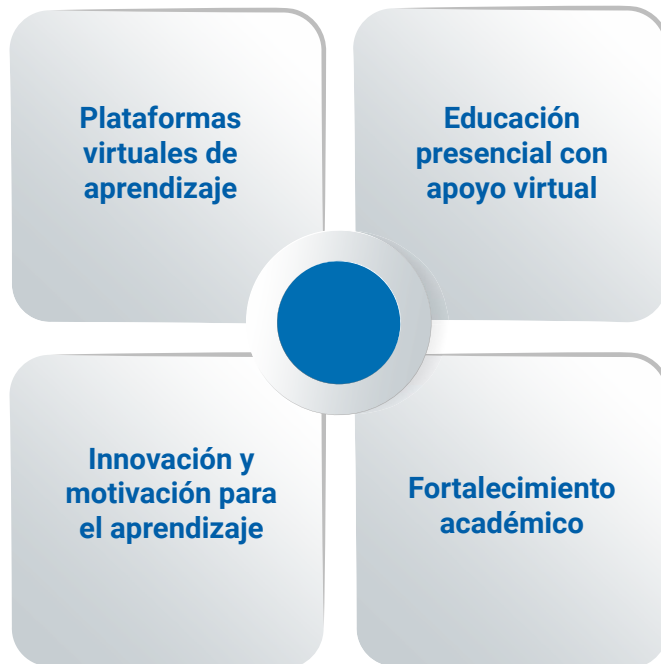 Plataformas
virtuales de
aprendizaje
Educación
presencial con
apoyo virtual
Innovación y
motivación para
el aprendizaje
Fortalecimiento
académico